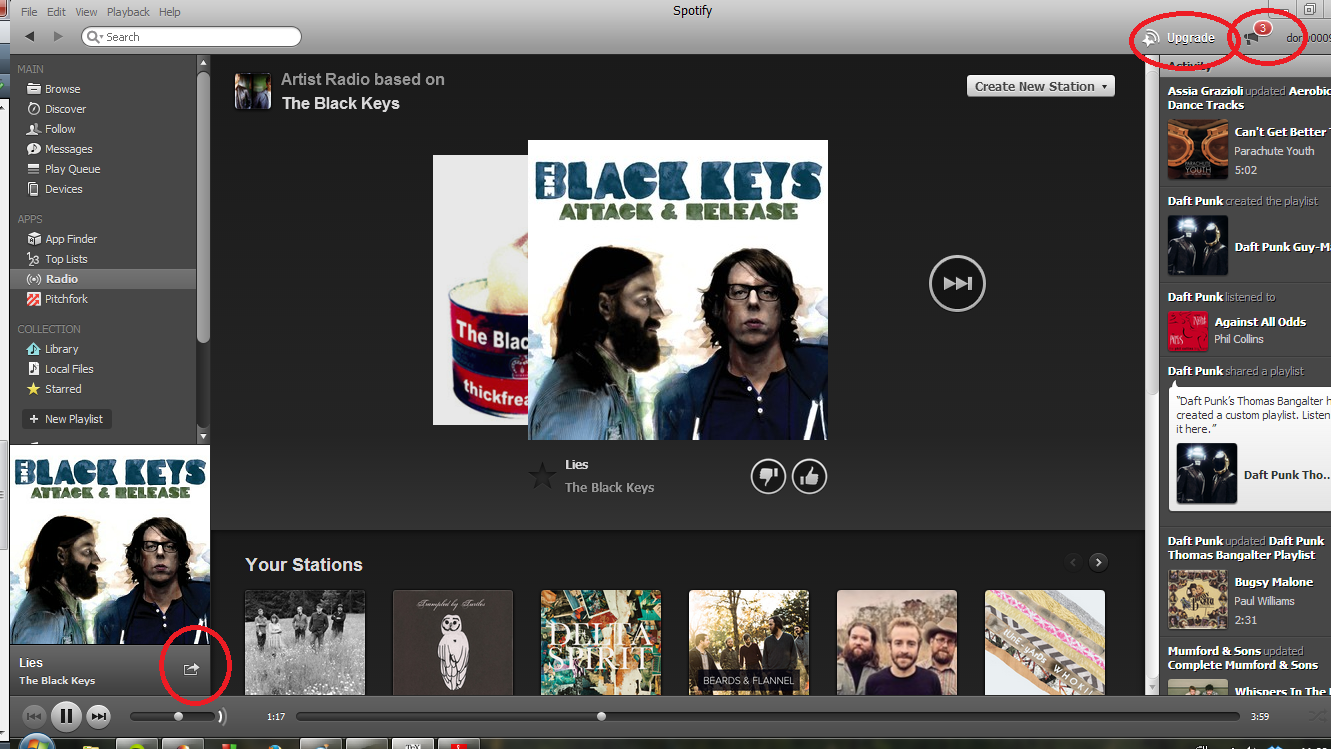 File Edit View Playback Help
Spotify
Search
Upgrade
3
MAIN
Browse
Discover
Follow
Messages
Play Queue
Devices
APPS
App Finder
Top Lists
Radio
Pitchfork
COLLECTION
Library
Local Files
Starred
+ New Playlist
THE BLACK KEYS
ATTACK & RELEASE
Lies
The Black Keys
Artist Radio based on
The Black Keys
Create New Station
The Blac
thickfrea
THE BLACK KEYS
ATTACK & RELEASE
Lies
The Black Keys
Your Stations
Trampled by Turtles
DELTA
SPIRIT
BEARDS & FLANNEL
Activity
Assia Grazioli updated Aerobic
Dance Tracks
PARACHUTE
YOUTH
Can't Get Better T
Parachute Youth
5:02
Daft Punk created the playlist
Daft Punk Guy-Ma
Daft Punk listened to
Against All Odds
Phil Collins
Daft Punk shared a playlist
"Daft Punk's Thomas Bangalter h
created a custom playlist. Listen
it here."
Daft Punk Tho...
Daft Punk updated Daft Punk
Thomas Bangalter Playlist
Bugsy Malone
Paul Williams
2:31
Mumford & Sons updated
Complete Mumford & Sons
Whispers In The
1:17
3:59